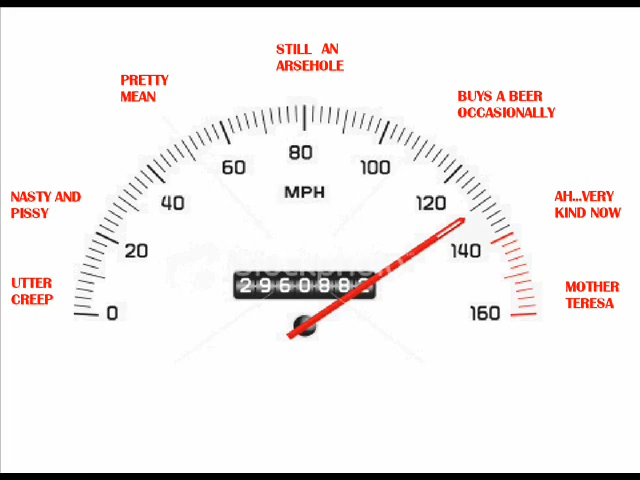 STILL AN
ARSEHOLE
PRETTY
MEAN
BUYS A BEER
OCCASIONALLY
NASTY AND
PISSY
AH...VERY
KIND NOW
UTTER
CREEP
MOTHER
TERESA
0
20
40
60
80
100
120
140
160
MPH
296088